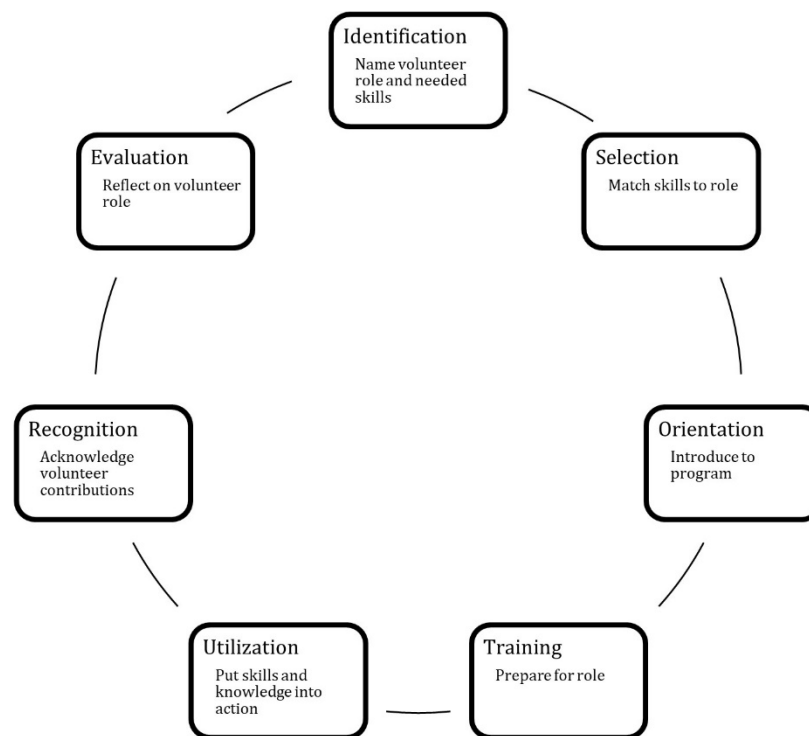 Identification
Name volunteer
role and needed
skills
Selection
Match skills to role
Orientation
Introduce to
program
Training
Prepare for role
Utilization
Put skills and
knowledge into
action
Recognition
Acknowledge
volunteer
contributions
Evaluation
Reflect on volunteer
role